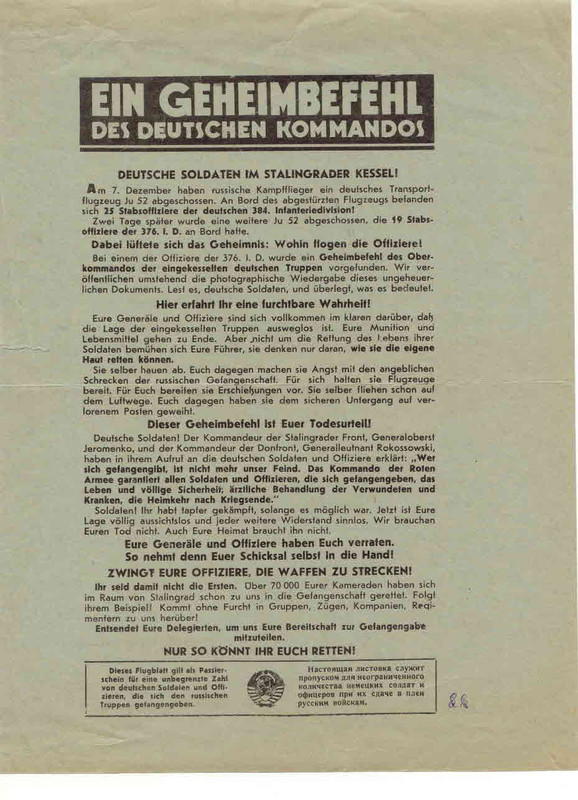 EIN GEHEIMBEFEHL
DES DEUTSCHEN KOMMANDOS
DEUTSCHE SOLDATEN IM STALINGRADER KESSEL!
Am 7. Dezember haben russische Kampfflieger ein deutsches Transport-
flugzeug Ju 52 abgeschossen. An Bord des abgestürzten Flugzeugs befanden
sich 25 Stabsoffiziere der deutschen 384. Infanteriedivision!
Zwei Tage später wurde eine weitere Ju 52 abgeschossen, die 19 Stabs-
offiziere der 376. I. D. an Bord hatte.
Dabei lüftete sich das Geheimnis: Wohin flogen die Offiziere!
Bei einem der Offiziere der 376. I. D. wurde ein Geheimbefehl des Ober-
kommandos der eingekesselten deutschen Truppen vorgefunden. Wir ver-
öffentlichen umstehend die photographische Wiedergabe dieses ungeheuer-
lichen Dokuments. Lest es, deutsche Soldaten, und überlegt, was es bedeutet.
Hier erfahrt Ihr eine furchtbare Wahrheit!
Eure Generäle und Offiziere sind sich vollkommen im klaren darüber, daß
die Lage der eingekesselten Truppen ausweglos ist. Eure Munition und
Lebensmittel gehen zu Ende. Aber nicht um die Rettung des Lebens ihrer
Soldaten bemühen sich Eure Führer, sie denken nur daran, wie sie die eigene
Haut retten können.
Sie selber hauen ab. Euch dagegen machen sie Angst mit den angeblichen
Schrecken der russischen Gefangenschaft. Für sich halten sie Flugzeuge
bereit. Für Euch bereiten sie Erschießungen vor. Sie selber fliehen schon auf
dem Luftwege. Euch dagegen haben sie dem sicheren Untergang auf ver-
lorenem Posten geweiht.
Dieser Geheimbefehl ist Euer Todesurteil!
Deutsche Soldaten! Der Kommandeur der Stalingrader Front, Generaloberst
Jeromenko, und der Kommandeur der Donfront, Generalleutnant Rokossowski,
haben in ihrem Aufruf an die deutschen Soldaten und Offiziere erklärt: „Wer
sich gefangengibt, ist nicht mehr unser Feind. Das Kommando der Roten
Armee garantiert allen Soldaten und Offizieren, die sich gefangengeben, das
Leben und völlige Sicherheit; ärztliche Behandlung der Verwundeten und
Kranken, die Heimkehr nach Kriegsende."
Soldaten! Ihr habt tapfer gekämpft, solange es möglich war. Jetzt ist Eure
Lage völlig aussichtslos und jeder weitere Widerstand sinnlos. Wir brauchen
Euren Tod nicht. Auch Eure Heimat braucht ihn nicht.
Eure Generäle und Offiziere haben Euch verraten.
So nehmt denn Euer Schicksal selbst in die Hand!
ZWINGT EURE OFFIZIERE, DIE WAFFEN ZU STRECKEN!
Ihr seid damit nicht die Ersten. Über 70 000 Eurer Kameraden haben sich
im Raum von Stalingrad schon zu uns in die Gefangenschaft gerettet. Folgt
ihrem Beispiel! Kommt ohne Furcht in Gruppen, Zügen, Kompanien, Regi-
mentern zu uns herüber!
Entsendet Eure Delegierten, um uns Eure Bereitschaft zur Gefangengabe
mitzuteilen.
NUR SO KÖNNT IHR EUCH RETTEN!
Dieses Flugblatt gilt als Passier-
schein für eine unbegrenzte Zahl
von deutschen Soldaten und Offi-
zieren, die sich den russischen
Truppen gefangengeben.
Настоящая листовка служит
пропуском для неограниченного
количества немецких солдат и
офицеров при их сдаче в плен
русским войскам.